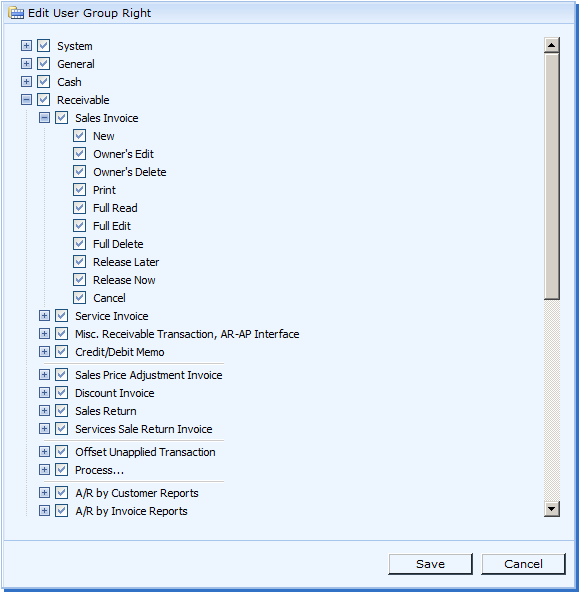 Edit User Group Right
System
General
Cash
Receivable
Sales Invoice
New
Owner's Edit
Owner's Delete
Print
Full Read
Full Edit
Full Delete
Release Later
Release Now
Cancel
Service Invoice
Misc. Receivable Transaction, AR-AP Interface
Credit/Debit Memo
Sales Price Adjustment Invoice
Discount Invoice
Sales Return
Services Sale Return Invoice
Offset Unapplied Transaction
Process...
A/R by Customer Reports
A/R by Invoice Reports
Save Cancel